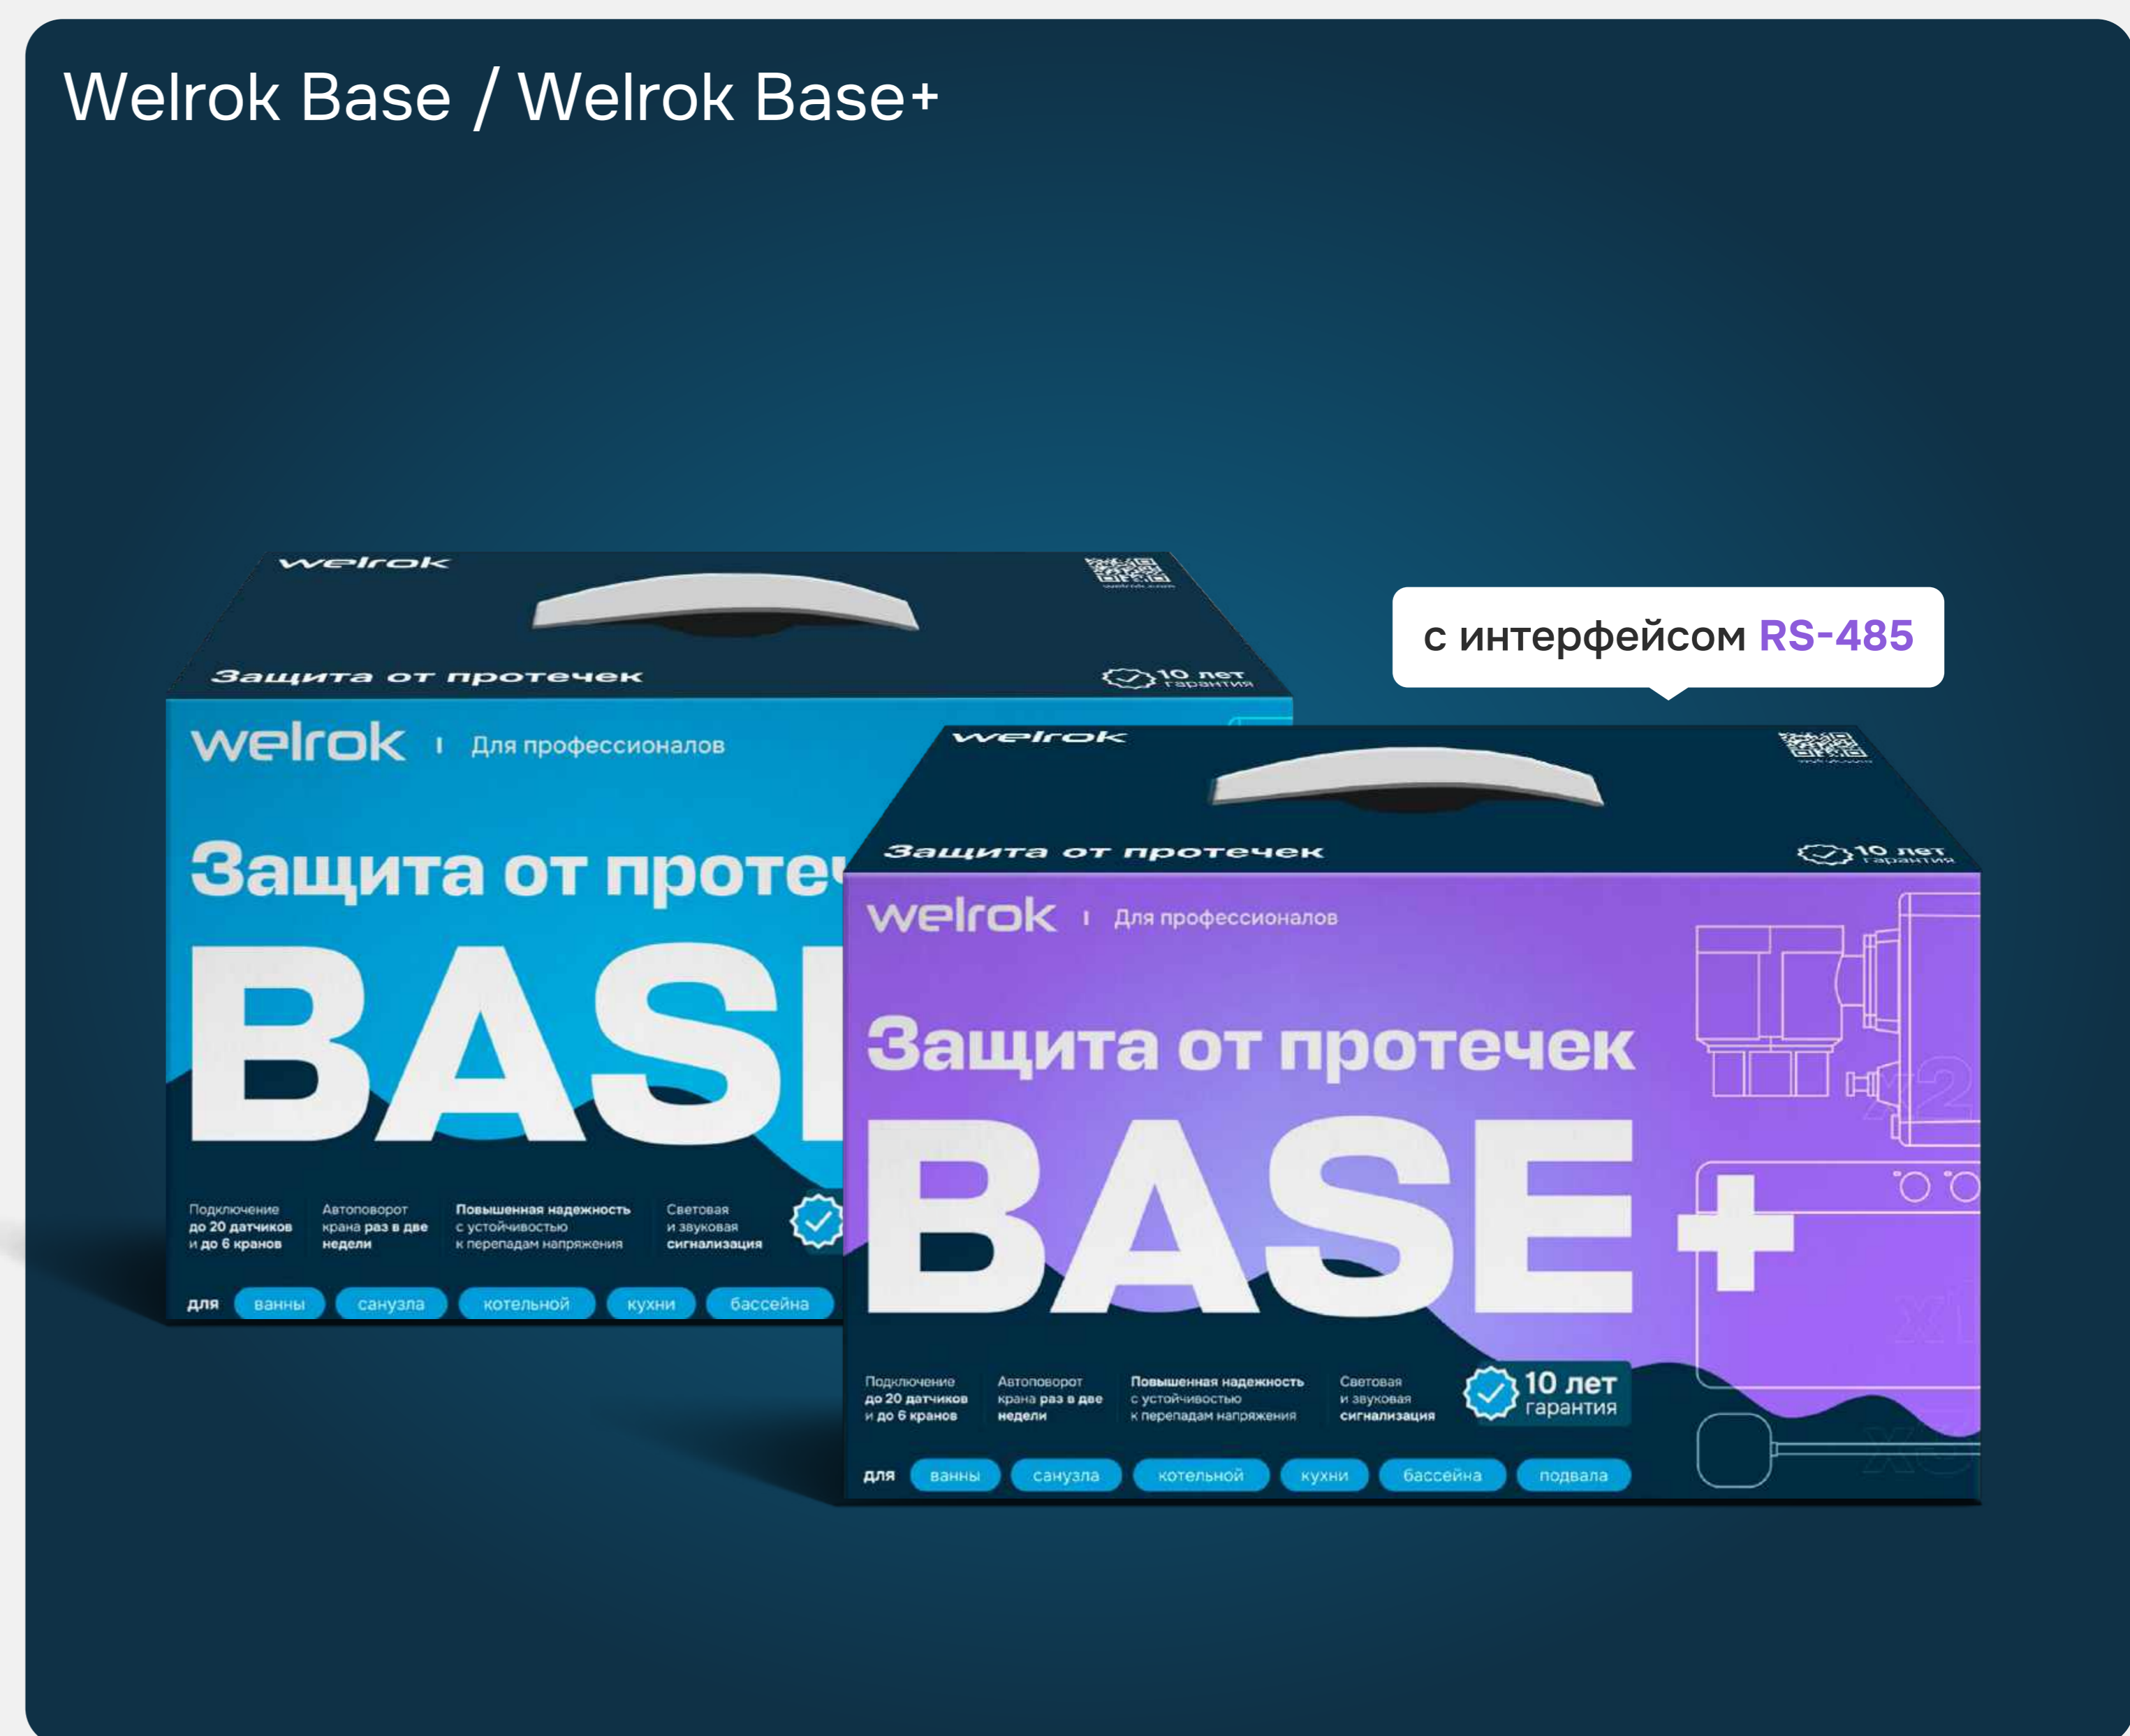 Welrok Base / Welrok Base+
welrok
Защита от протечек
10 лет
гарантия
welrok | Для профессионалов
Защита от протеч
BASE
Подключение
до 20 датчиков
и до 6 кранов
Автоповорот
крана раз в две
недели
Повышенная надежность
с устойчивостью
к перепадам напряжения
Световая
и звуковая
сигнализация
для ванны санузла котельной кухни бассейна
с интерфейсом RS-485
welrok
Защита от протечек
10 лет
гарантия
welrok | Для профессионалов
Защита от протечек
BASE+
x2
x1
Подключение
до 20 датчиков
и до 6 кранов
Автоповорот
крана раз в две
недели
Повышенная надежность
с устойчивостью
к перепадам напряжения
Световая
и звуковая
сигнализация
10 лет
гарантия
для ванны санузла котельной кухни бассейна подвала